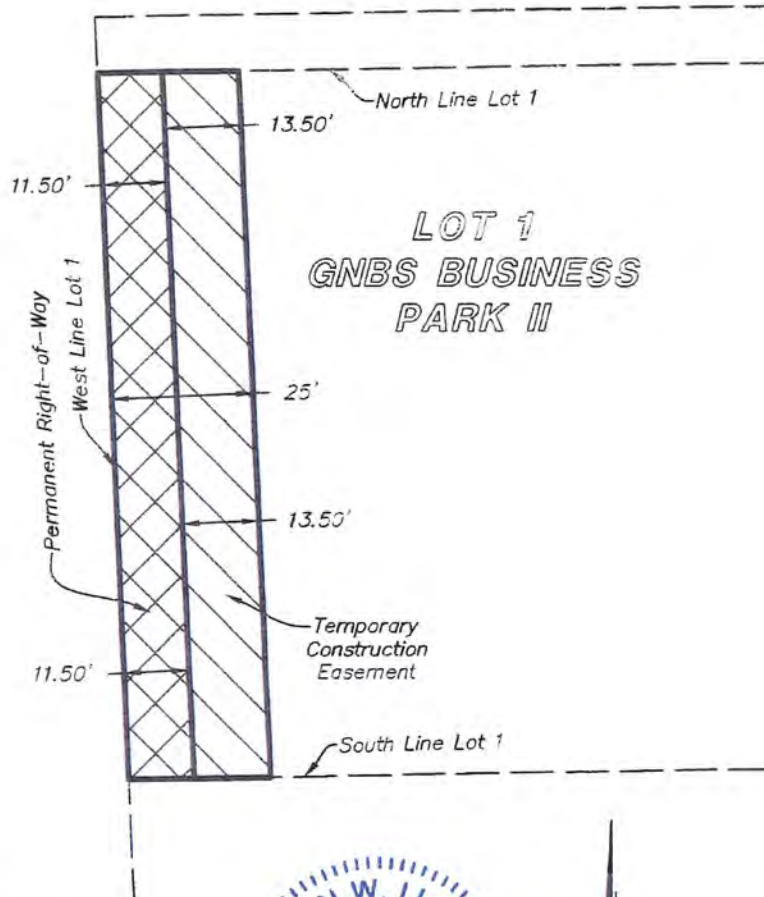 North Line Lot 1
13.50'
11.50'
LOT 1
GNBS BUSINESS
PARK II
West Line Lot 1
Permanent Right-of-Way
25'
13.50'
Temporary
Construction
Easement
11.50'
South Line Lot 1
W.